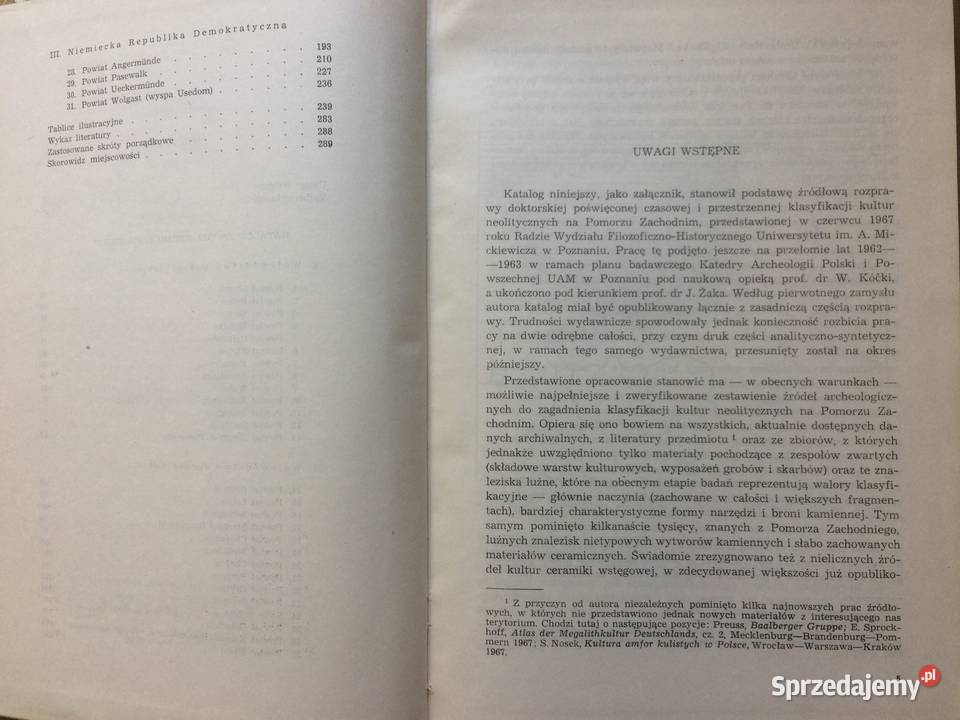 III. Niemiecka Republika Demokratyczna
193
28. Powiat Angermünde . . . . . . . . . 210
29. Powiat Pasewalk . . . . . . . . . 227
30. Powiat Ueckermünde . . . . . . . . . 236
31. Powiat Wolgast (wyspa Usedom) . . . . . . .
Tablice ilustracyjne . . . . . . . . . 239
Wykaz literatury . . . . . . . . . 283
Zastosowane skróty porządkowe . . . . . . . 288
Skorowidz miejscowości . . . . . . . . . 289
UWAGI WSTĘPNE
Katalog niniejszy, jako załącznik, stanowił podstawę źródłową rozpra-
wy doktorskiej poświęconej czasowej i przestrzennej klasyfikacji kultur
neolitycznych na Pomorzu Zachodnim, przedstawionej w czerwcu 1967
roku Radzie Wydziału Filozoficzno-Historycznego Uniwersytetu im. A. Mi-
ckiewicza w Poznaniu. Pracę tę podjęto jeszcze na przełomie lat 1962—
—1963 w ramach planu badawczego Katedry Archeologii Polski i Po-
wszechnej UAM w Poznaniu pod naukową opieką prof. dr W. Kóčki,
a ukończono pod kierunkiem prof. dr J. Żaka. Według pierwotnego zamysłu
autora katalog miał być opublikowany łącznie z zasadniczą częścią rozpra-
wy. Trudności wydawnicze spowodowały jednak konieczność rozbicia pra-
cy na dwie odrębne całości, przy czym druk części analityczno-syntetycz-
nej, w ramach tego samego wydawnictwa, przesunięty został na okres
późniejszy.
Przedstawione opracowanie stanowić ma — w obecnych warunkach —
możliwie najpełniejsze i zweryfikowane zestawienie źródeł archeologicz-
nych do zagadnienia klasyfikacji kultur neolitycznych na Pomorzu Za-
chodnim. Opiera się ono bowiem na wszystkich, aktualnie dostępnych da-
nych archiwalnych, z literatury przedmiotu ¹ oraz ze zbiorów, z których
jednakże uwzględniono tylko materiały pochodzące z zespołów zwartych
(składowe warstw kulturowych, wyposażeń grobów i skarbów) oraz te zna-
leziska luźne, które na obecnym etapie badań reprezentują walory klasyfi-
kacyjne — głównie naczynia (zachowane w całości i większych fragmen-
tach), bardziej charakterystyczne formy narzędzi i broni kamiennej. Tym
samym pominięto kilkanaście tysięcy, znanych z Pomorza Zachodniego,
luźnych znalezisk nietypowych wytworów kamiennych i słabo zachowanych
materiałów ceramicznych. Świadomie zrezygnowano też z nielicznych źró-
deł kultur ceramiki wstęgowej, w zdecydowanej większości już opubliko-
¹ Z przyczyn od autora niezależnych pominięto kilka najnowszych prac źródło-
wych, w których nie przedstawiono jednak nowych materiałów z interesującego nas
terytorium. Chodzi tutaj o następujące pozycje: Preuss, Baalberger Gruppe; E. Sprock-
hoff, Atlas der Megalithkultur Deutschlands, cz. 2, Mecklenburg—Brandenburg—Pom-
mern 1967; S. Nosek, Kultura amfor kulistych w Polsce, Wrocław—Warszawa—Kraków
1967.
5
Sprzedajemy.pl